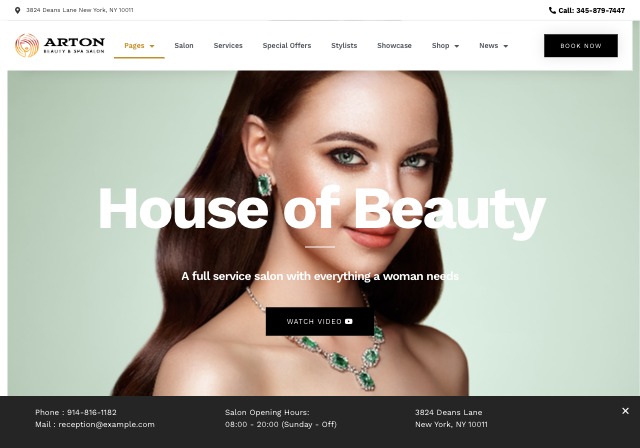 3824 Deans Lane New York, NY 10011
Call: 345-879-7447
ARTON
BEAUTY & SPA SALON
Pages
Salon
Services
Special Offers
Stylists
Showcase
Shop
News
BOOK NOW
House of Beauty
A full service salon with everything a woman needs
WATCH VIDEO
Phone : 914-816-1182
Mail : reception@example.com
Salon Opening Hours:
08:00 - 20:00 (Sunday - Off)
3824 Deans Lane
New York, NY 10011